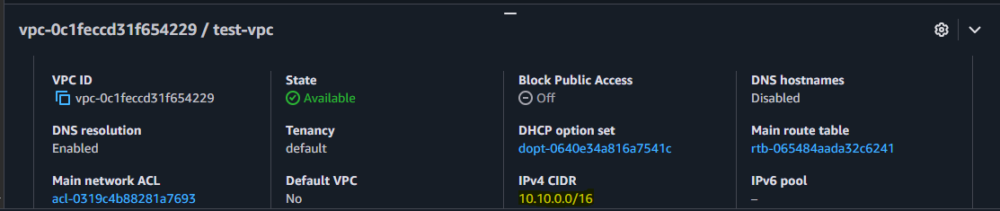 vpc-0c1feccd31f654229 / test-vpc
VPC ID
vpc-0c1feccd31f654229
State
Available
Block Public Access
Off
DNS hostnames
Disabled
DNS resolution
Enabled
Tenancy
default
DHCP option set
dopt-0640e34a816a7541c
Main route table
rtb-065484aada32c6241
Main network ACL
acl-0319c4b88281a7693
Default VPC
No
IPv4 CIDR
10.10.0.0/16
IPv6 pool
–